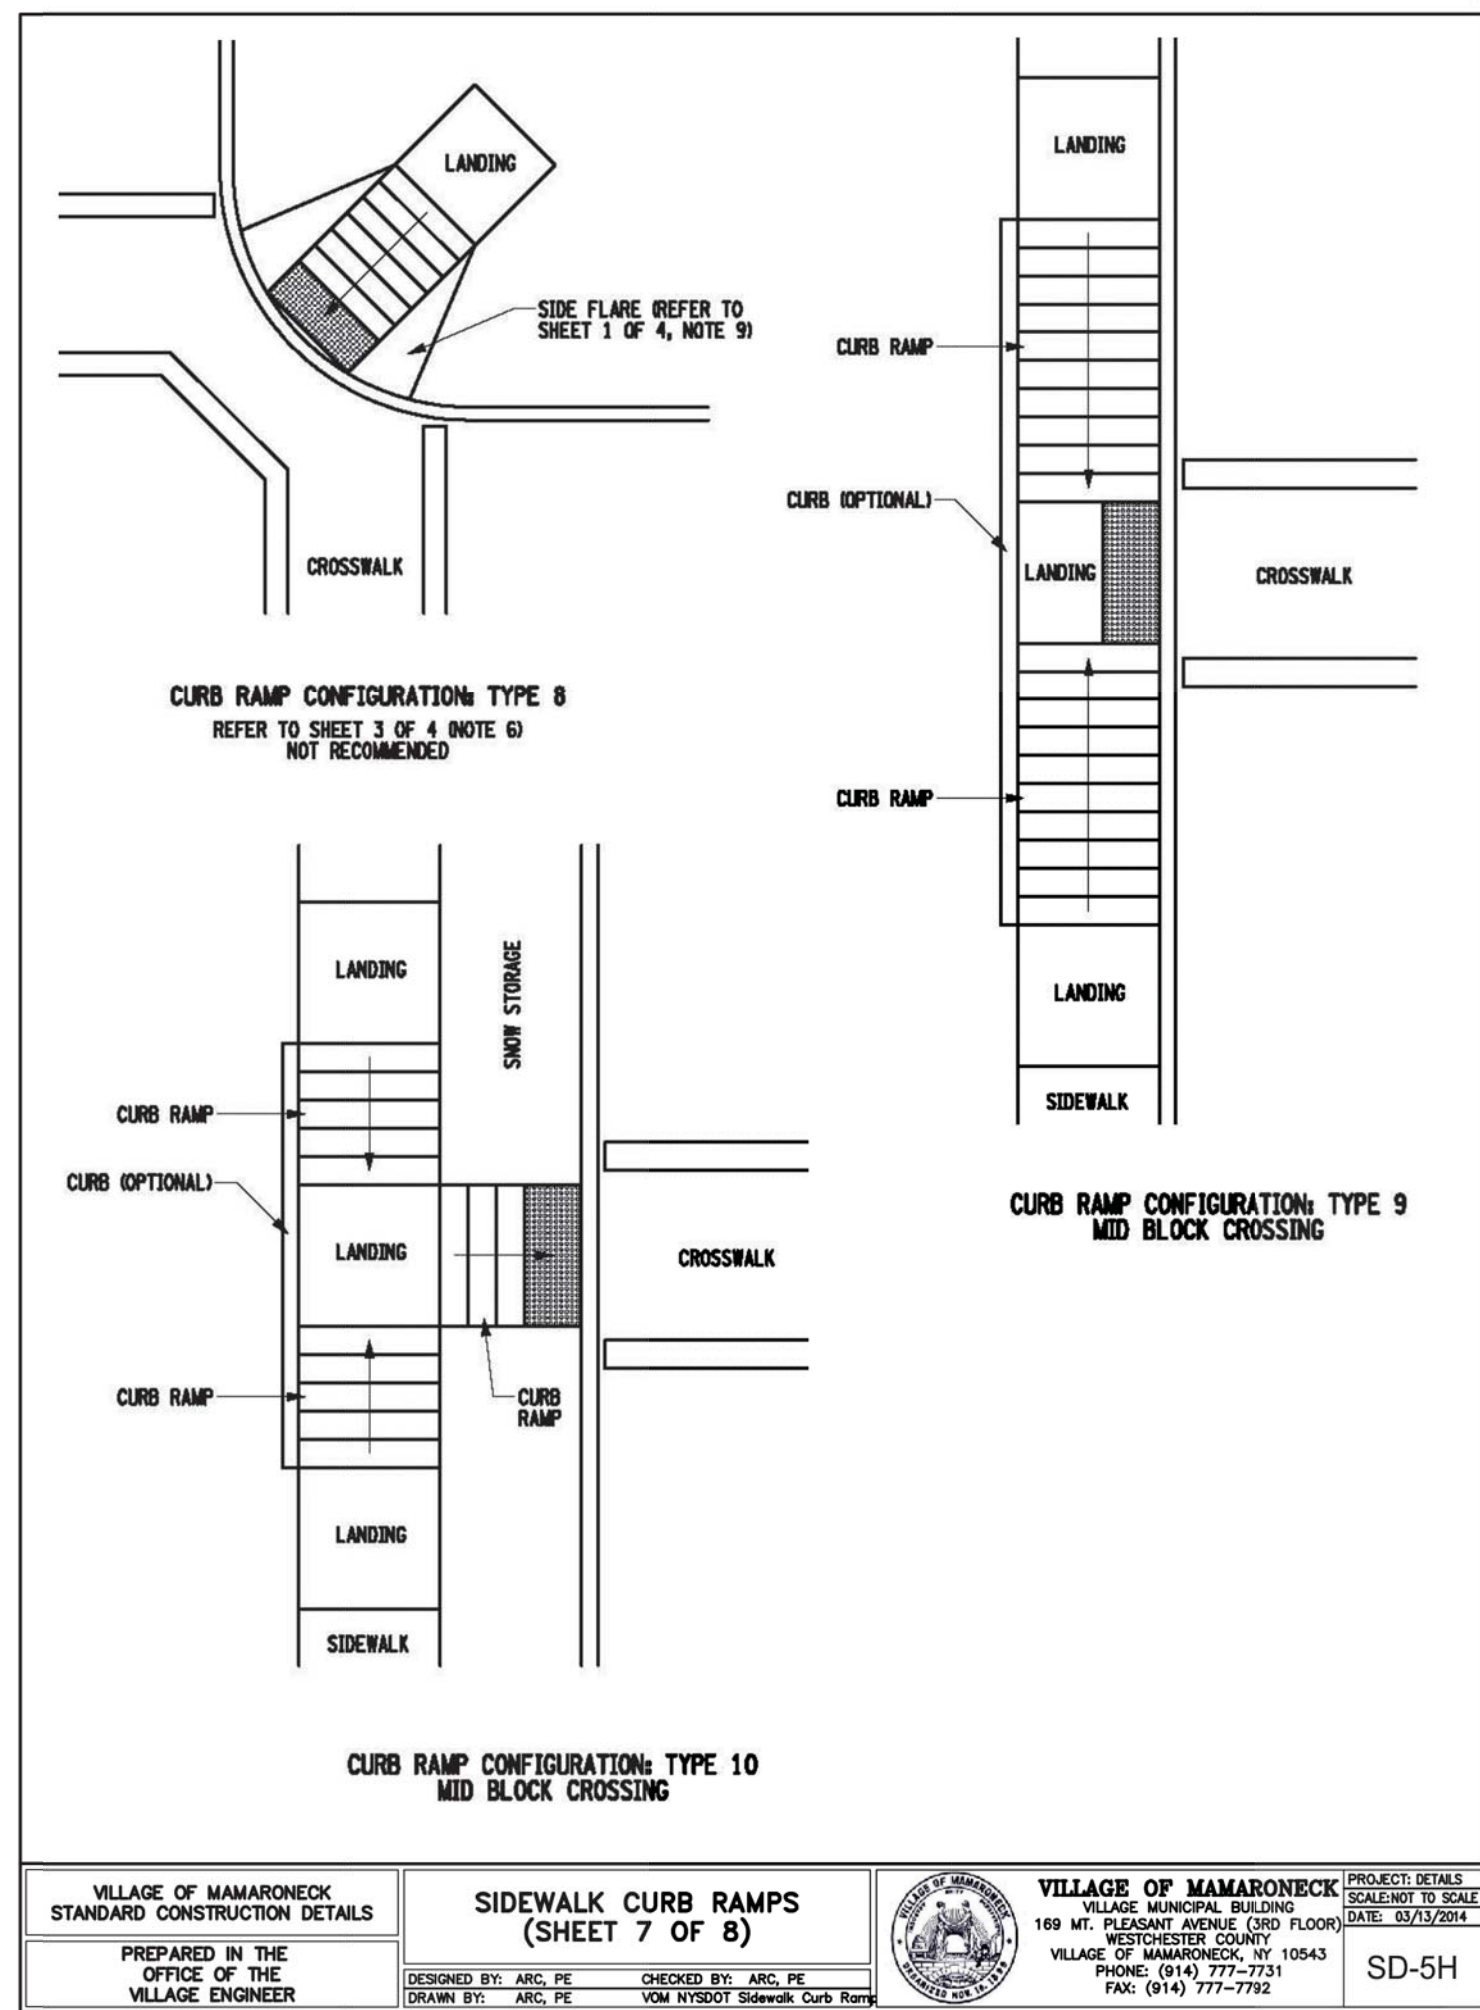 LANDING
SIDE FLARE (REFER TO
SHEET 1 OF 4, NOTE 9)
CROSSWALK
CURB RAMP CONFIGURATION: TYPE 8
REFER TO SHEET 3 OF 4 (NOTE 6)
NOT RECOMMENDED
LANDING
CURB RAMP
CURB (OPTIONAL)
LANDING
CROSSWALK
CURB RAMP
LANDING
SIDEWALK
CURB RAMP CONFIGURATION: TYPE 9
MID BLOCK CROSSING
LANDING
SNOW STORAGE
CURB RAMP
CURB (OPTIONAL)
LANDING
CROSSWALK
CURB RAMP
CURB
RAMP
LANDING
SIDEWALK
CURB RAMP CONFIGURATION: TYPE 10
MID BLOCK CROSSING
VILLAGE OF MAMARONECK
STANDARD CONSTRUCTION DETAILS
PREPARED IN THE
OFFICE OF THE
VILLAGE ENGINEER
SIDEWALK CURB RAMPS
(SHEET 7 OF 8)
DESIGNED BY: ARC, PE CHECKED BY: ARC, PE
DRAWN BY: ARC, PE VOM NYSDOT Sidewalk Curb Ramp
VILLAGE OF MAMARONECK
ORGANIZED NOV. 16, 1895
VILLAGE OF MAMARONECK
VILLAGE MUNICIPAL BUILDING
169 MT. PLEASANT AVENUE (3RD FLOOR)
WESTCHESTER COUNTY
VILLAGE OF MAMARONECK, NY 10543
PHONE: (914) 777-7731
FAX: (914) 777-7792
PROJECT: DETAILS
SCALE:NOT TO SCALE
DATE: 03/13/2014
SD-5H